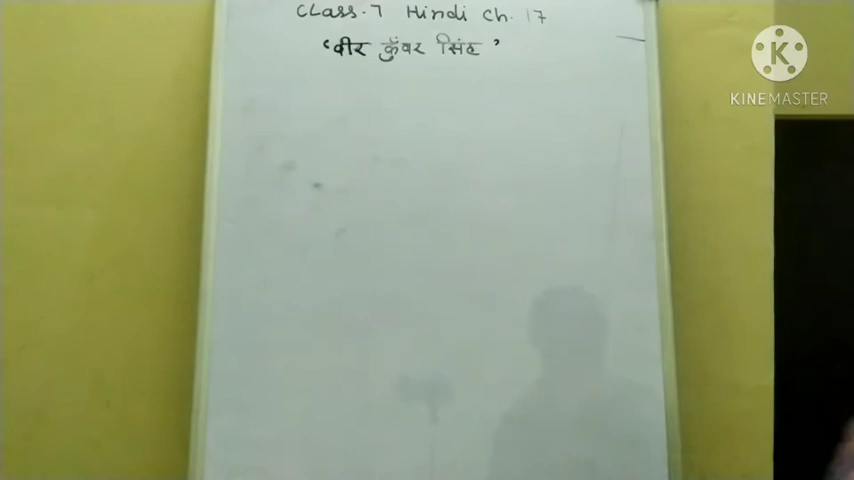 Class-7 Hindi Ch. 17
'वीर कुँवर सिंह'
K
KINEMASTER